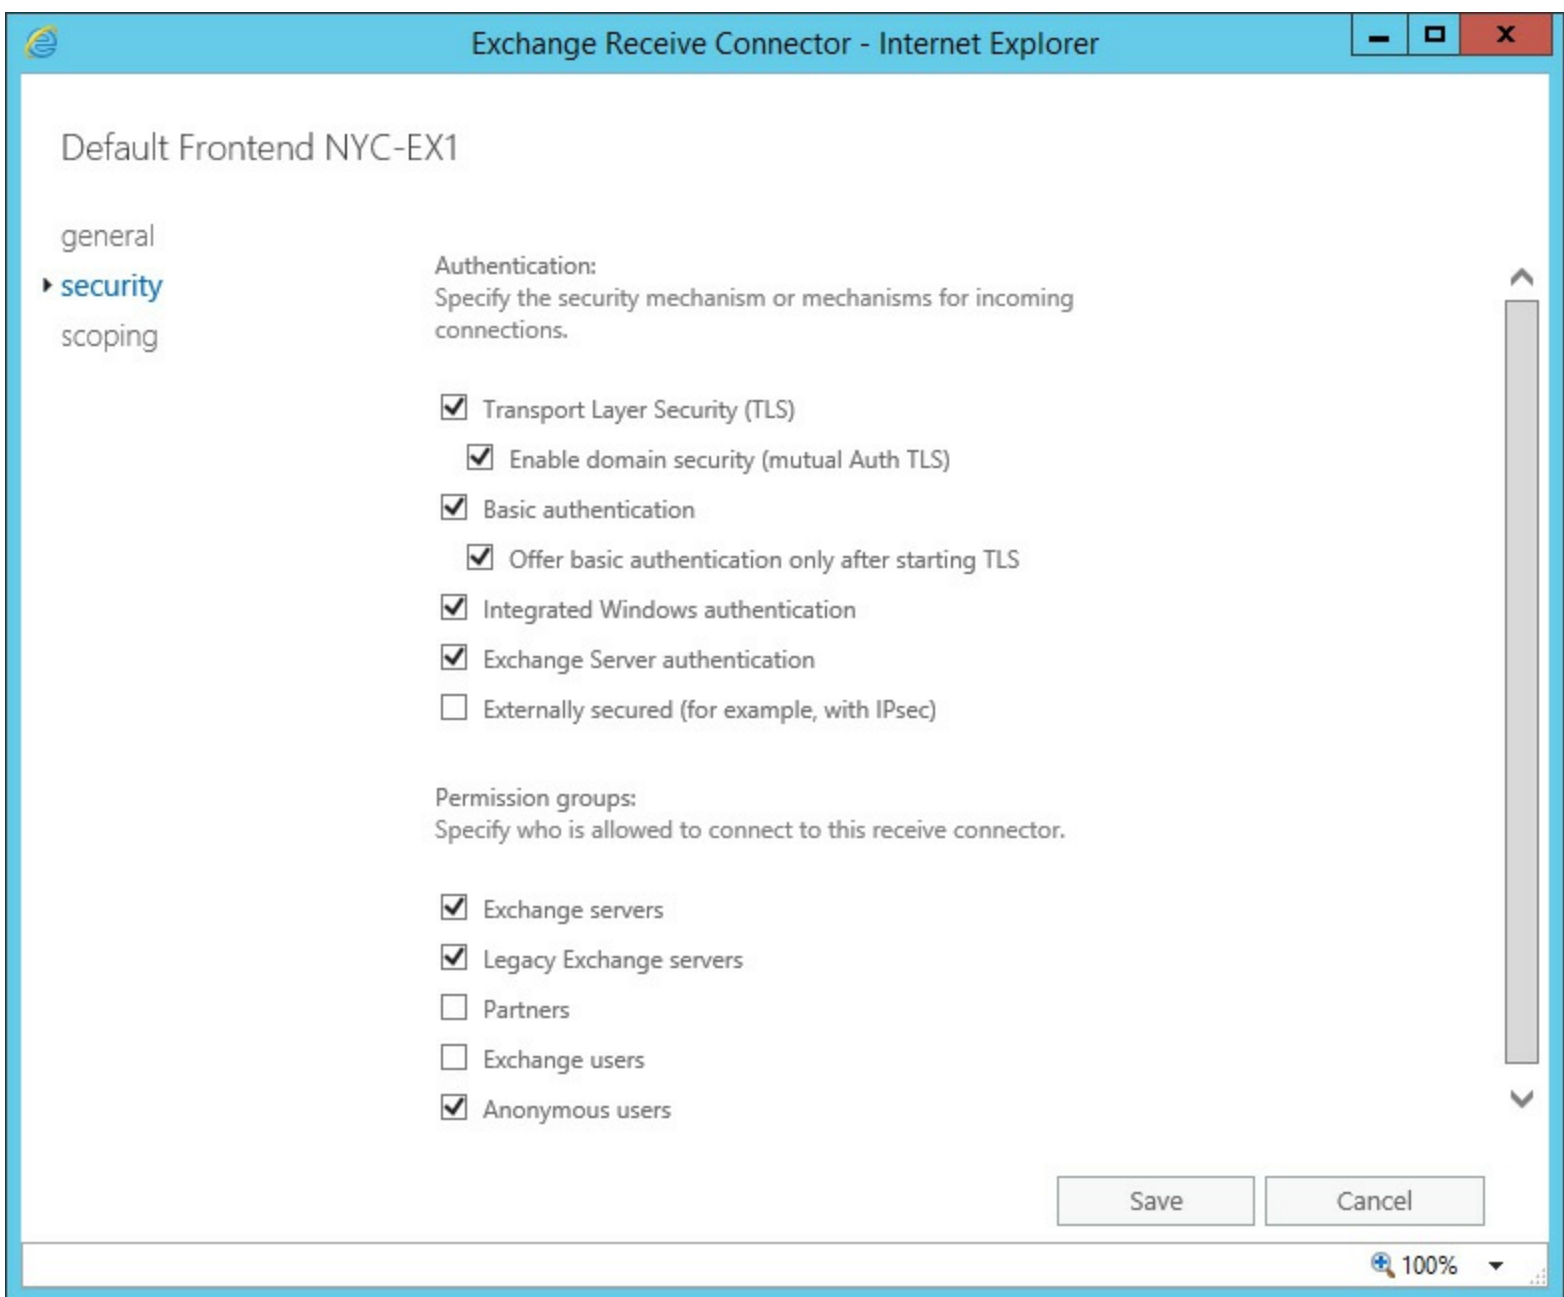 Exchange Receive Connector - Internet Explorer
Default Frontend NYC-EX1
general
security
scoping
Authentication:
Specify the security mechanism or mechanisms for incoming
connections.
Transport Layer Security (TLS)
Enable domain security (mutual Auth TLS)
Basic authentication
Offer basic authentication only after starting TLS
Integrated Windows authentication
Exchange Server authentication
Externally secured (for example, with IPsec)
Permission groups:
Specify who is allowed to connect to this receive connector.
Exchange servers
Legacy Exchange servers
Partners
Exchange users
Anonymous users
Save
Cancel
100%